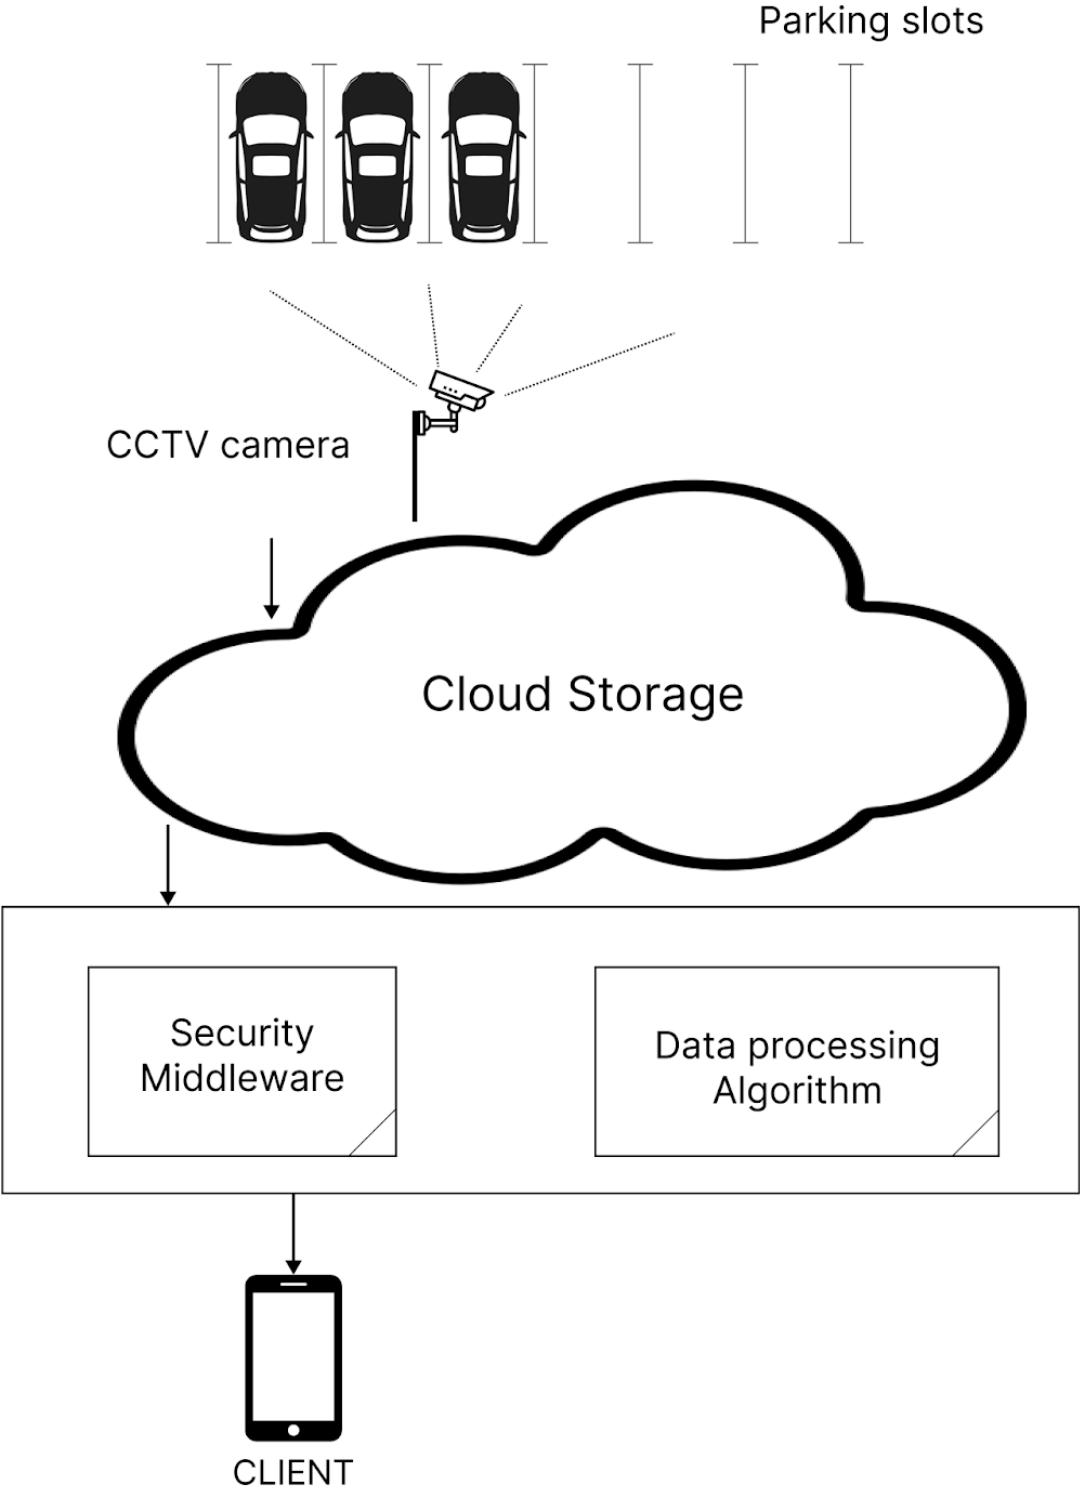 Parking slots
CCTV camera
Cloud Storage
Security
Middleware
Data processing
Algorithm
CLIENT